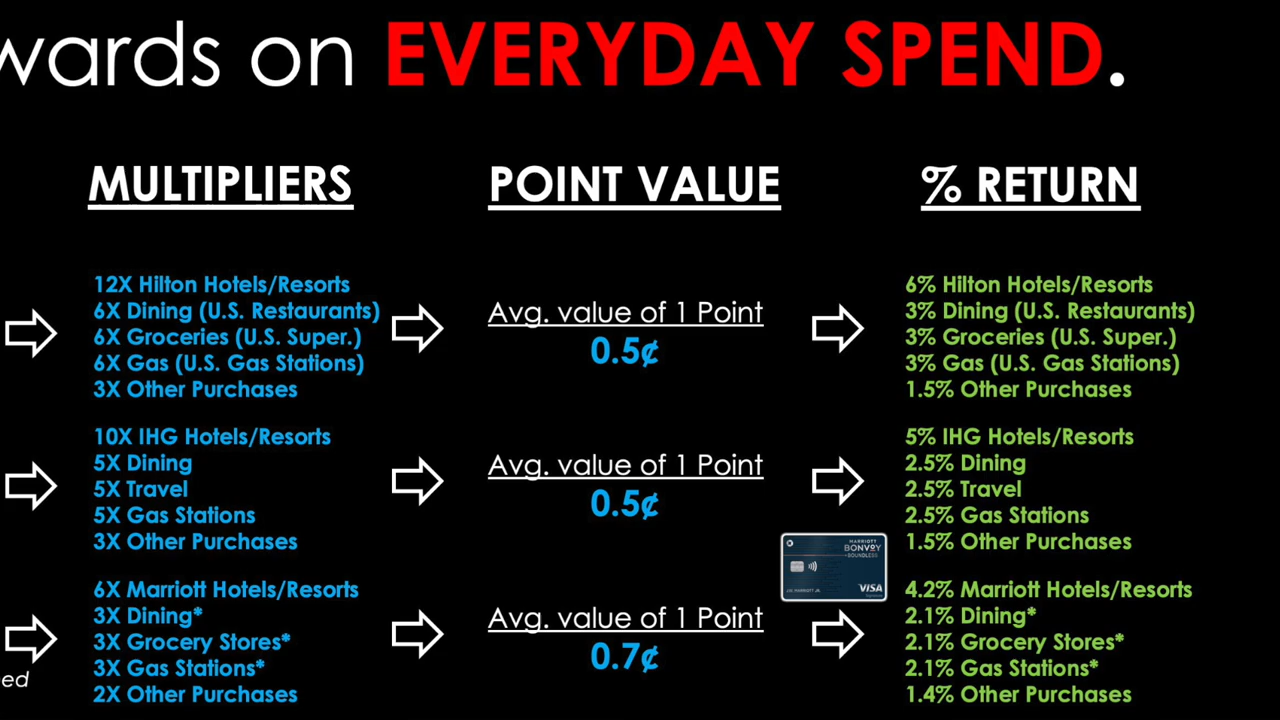 wards on EVERYDAY SPEND.
MULTIPLIERS
POINT VALUE
% RETURN
12X Hilton Hotels/Resorts
6X Dining (U.S. Restaurants)
6X Groceries (U.S. Super.)
6X Gas (U.S. Gas Stations)
3X Other Purchases
Avg. value of 1 Point
0.5¢
6% Hilton Hotels/Resorts
3% Dining (U.S. Restaurants)
3% Groceries (U.S. Super.)
3% Gas (U.S. Gas Stations)
1.5% Other Purchases
10X IHG Hotels/Resorts
5X Dining
5X Travel
5X Gas Stations
3X Other Purchases
Avg. value of 1 Point
0.5¢
5% IHG Hotels/Resorts
2.5% Dining
2.5% Travel
2.5% Gas Stations
1.5% Other Purchases
MARRIOTT
BONVOY
BOUNDLESS
VISA
6X Marriott Hotels/Resorts
3X Dining*
3X Grocery Stores*
3X Gas Stations*
2X Other Purchases
Avg. value of 1 Point
0.7¢
4.2% Marriott Hotels/Resorts
2.1% Dining*
2.1% Grocery Stores*
2.1% Gas Stations*
1.4% Other Purchases
ed